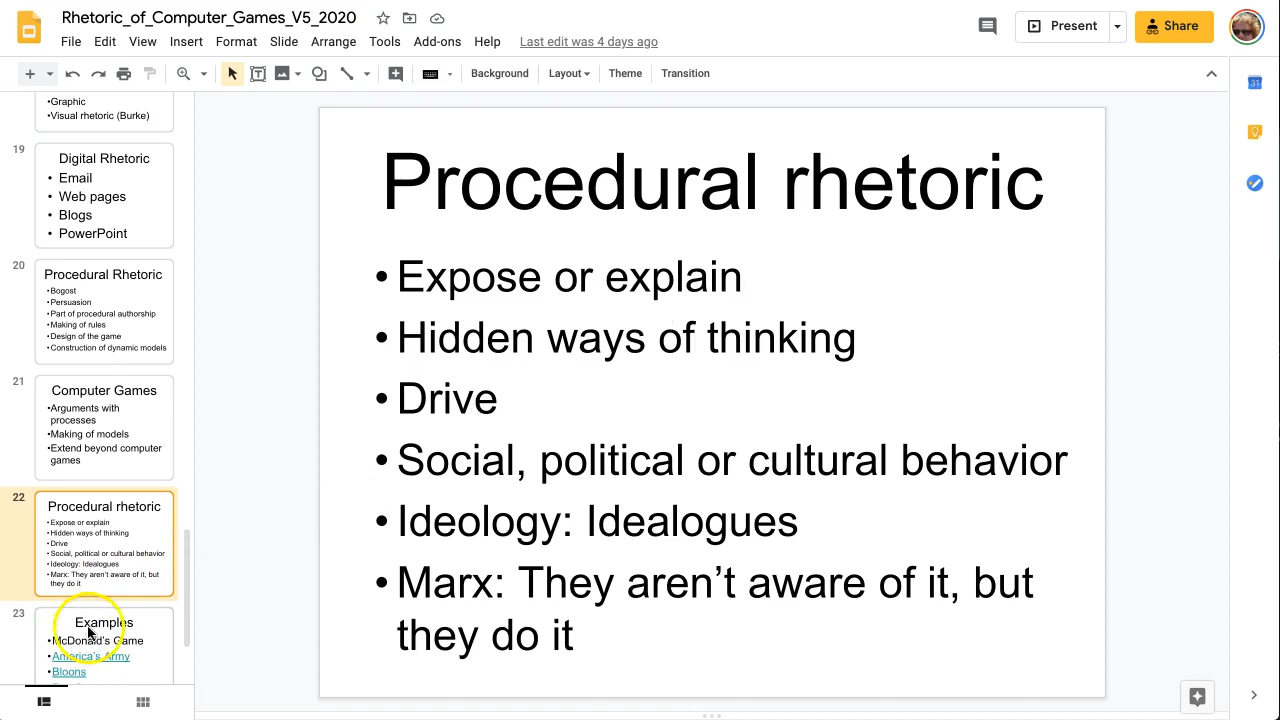 Rhetoric_of_Computer_Games_V5_2020
File Edit View Insert Format Slide Arrange Tools Add-ons Help Last edit was 4 days ago
Present
Share
Background Layout Theme Transition
•Graphic
•Visual rhetoric (Burke)
19
Digital Rhetoric
• Email
• Web pages
• Blogs
• PowerPoint
20
Procedural Rhetoric
•Bogost
•Persuasion
•Part of procedural authorship
•Making of rules
•Design of the game
•Construction of dynamic models
21
Computer Games
•Arguments with
processes
•Making of models
•Extend beyond computer
games
22
Procedural rhetoric
•Expose or explain
•Hidden ways of thinking
•Drive
•Social, political or cultural behavior
•Ideology: Idealogues
•Marx: They aren’t aware of it, but
they do it
23
Examples
•McDonald's Game
•America's Army
•Bloons
Procedural rhetoric
•Expose or explain
•Hidden ways of thinking
•Drive
•Social, political or cultural behavior
•Ideology: Idealogues
•Marx: They aren’t aware of it, but
they do it
31